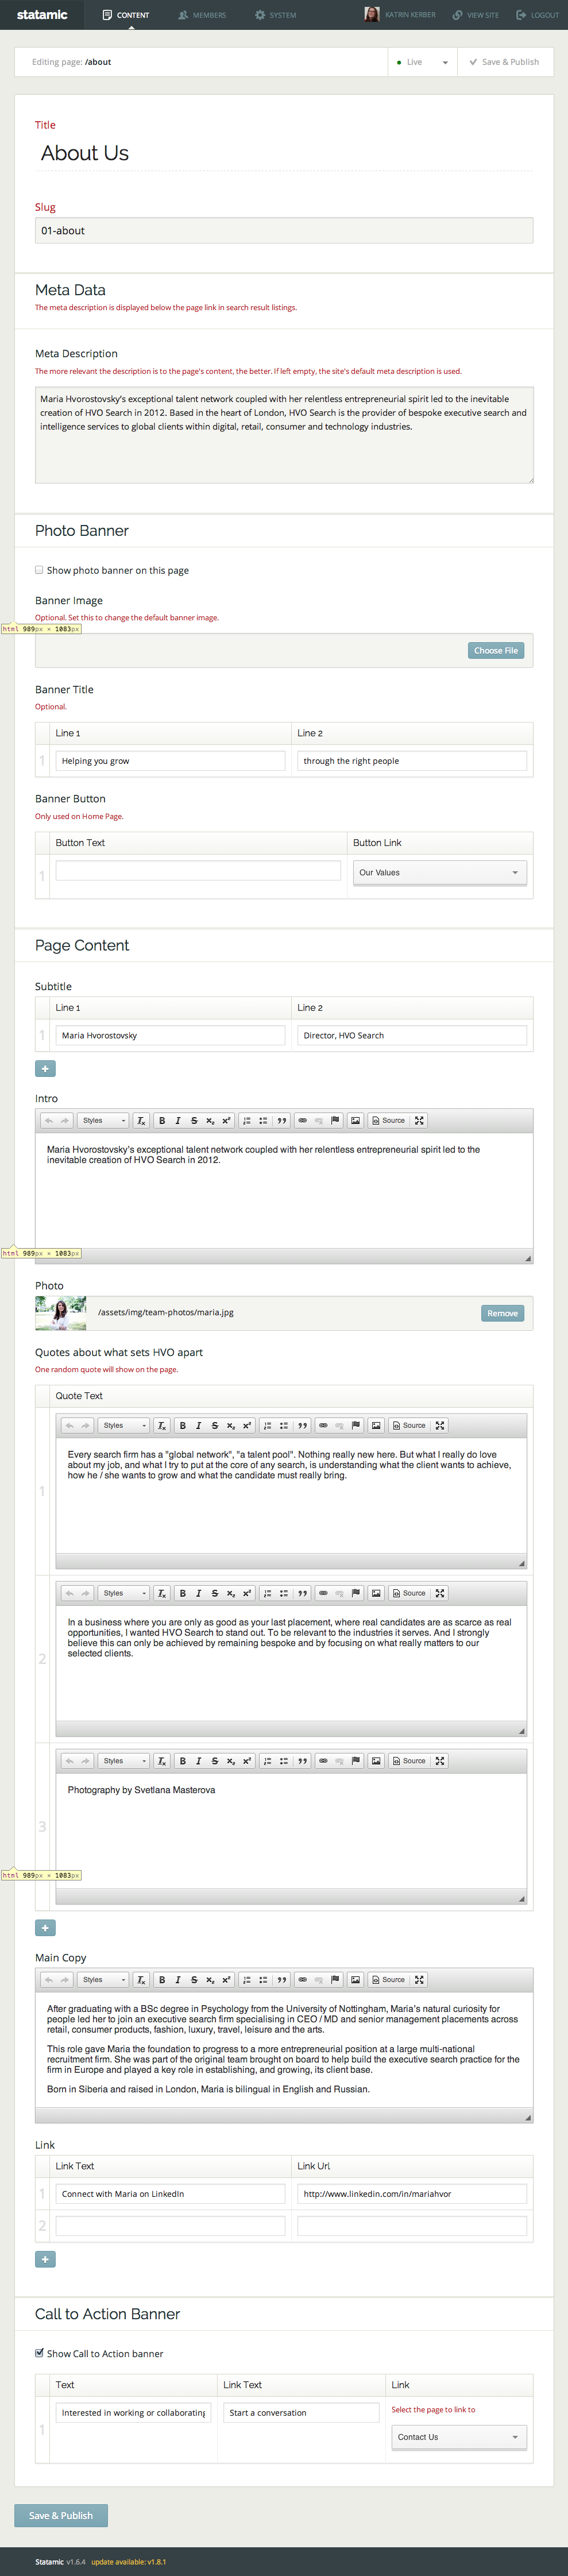 statamic
CONTENT
MEMBERS
SYSTEM
KATRIN KERBER
VIEW SITE
LOGOUT
Editing page: /about
Live
Save & Publish
Title
About Us
Slug
01-about
Meta Data
The meta description is displayed below the page link in search result listings.
Meta Description
The more relevant the description is to the page's content, the better. If left empty, the site's default meta description is used.
Maria Hvorostovsky's exceptional talent network coupled with her relentless entrepreneurial spirit led to the inevitable
creation of HVO Search in 2012. Based in the heart of London, HVO Search is the provider of bespoke executive search and
intelligence services to global clients within digital, retail, consumer and technology industries.
Photo Banner
Show photo banner on this page
Banner Image
Optional. Set this to change the default banner image.
html 989px × 1083px
Choose File
Banner Title
Optional.
Line 1 Line 2
1 Helping you grow through the right people
Banner Button
Only used on Home Page.
Button Text Button Link
1 Our Values
Page Content
Subtitle
Line 1 Line 2
1 Maria Hvorostovsky Director, HVO Search
+
Intro
Styles Source
Maria Hvorostovsky's exceptional talent network coupled with her relentless entrepreneurial spirit led to the
inevitable creation of HVO Search in 2012.
html 989px × 1083px
Photo
/assets/img/team-photos/maria.jpg
Remove
Quotes about what sets HVO apart
One random quote will show on the page.
Quote Text
Styles Source
1
Every search firm has a "global network", "a talent pool". Nothing really new here. But what I really do love
about my job, and what I try to put at the core of any search, is understanding what the client wants to achieve,
how he / she wants to grow and what the candidate must really bring.
Styles Source
2
In a business where you are only as good as your last placement, where real candidates are as scarce as real
opportunities, I wanted HVO Search to stand out. To be relevant to the industries it serves. And I strongly
believe this can only be achieved by remaining bespoke and by focusing on what really matters to our
selected clients.
Styles Source
3
Photography by Svetlana Masterova
html 989px × 1083px
+
Main Copy
Styles Source
After graduating with a BSc degree in Psychology from the University of Nottingham, Maria's natural curiosity for
people led her to join an executive search firm specialising in CEO / MD and senior management placements across
retail, consumer products, fashion, luxury, travel, leisure and the arts.
This role gave Maria the foundation to progress to a more entrepreneurial position at a large multi-national
recruitment firm. She was part of the original team brought on board to help build the executive search practice for the
firm in Europe and played a key role in establishing, and growing, its client base.
Born in Siberia and raised in London, Maria is bilingual in English and Russian.
Link
Link Text Link Url
1 Connect with Maria on LinkedIn http://www.linkedin.com/in/mariahvor
2
+
Call to Action Banner
Show Call to Action banner
Text Link Text Link
Select the page to link to
1 Interested in working or collaborating Start a conversation
Contact Us
Save & Publish
Statamic v1.6.4 update available: v1.8.1